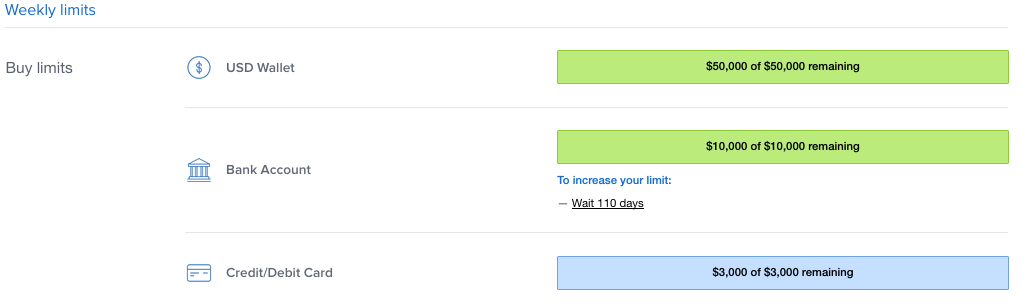 Weekly limits
Buy limits
USD Wallet
$50,000 of $50,000 remaining
Bank Account
$10,000 of $10,000 remaining
To increase your limit:
— Wait 110 days
Credit/Debit Card
$3,000 of $3,000 remaining